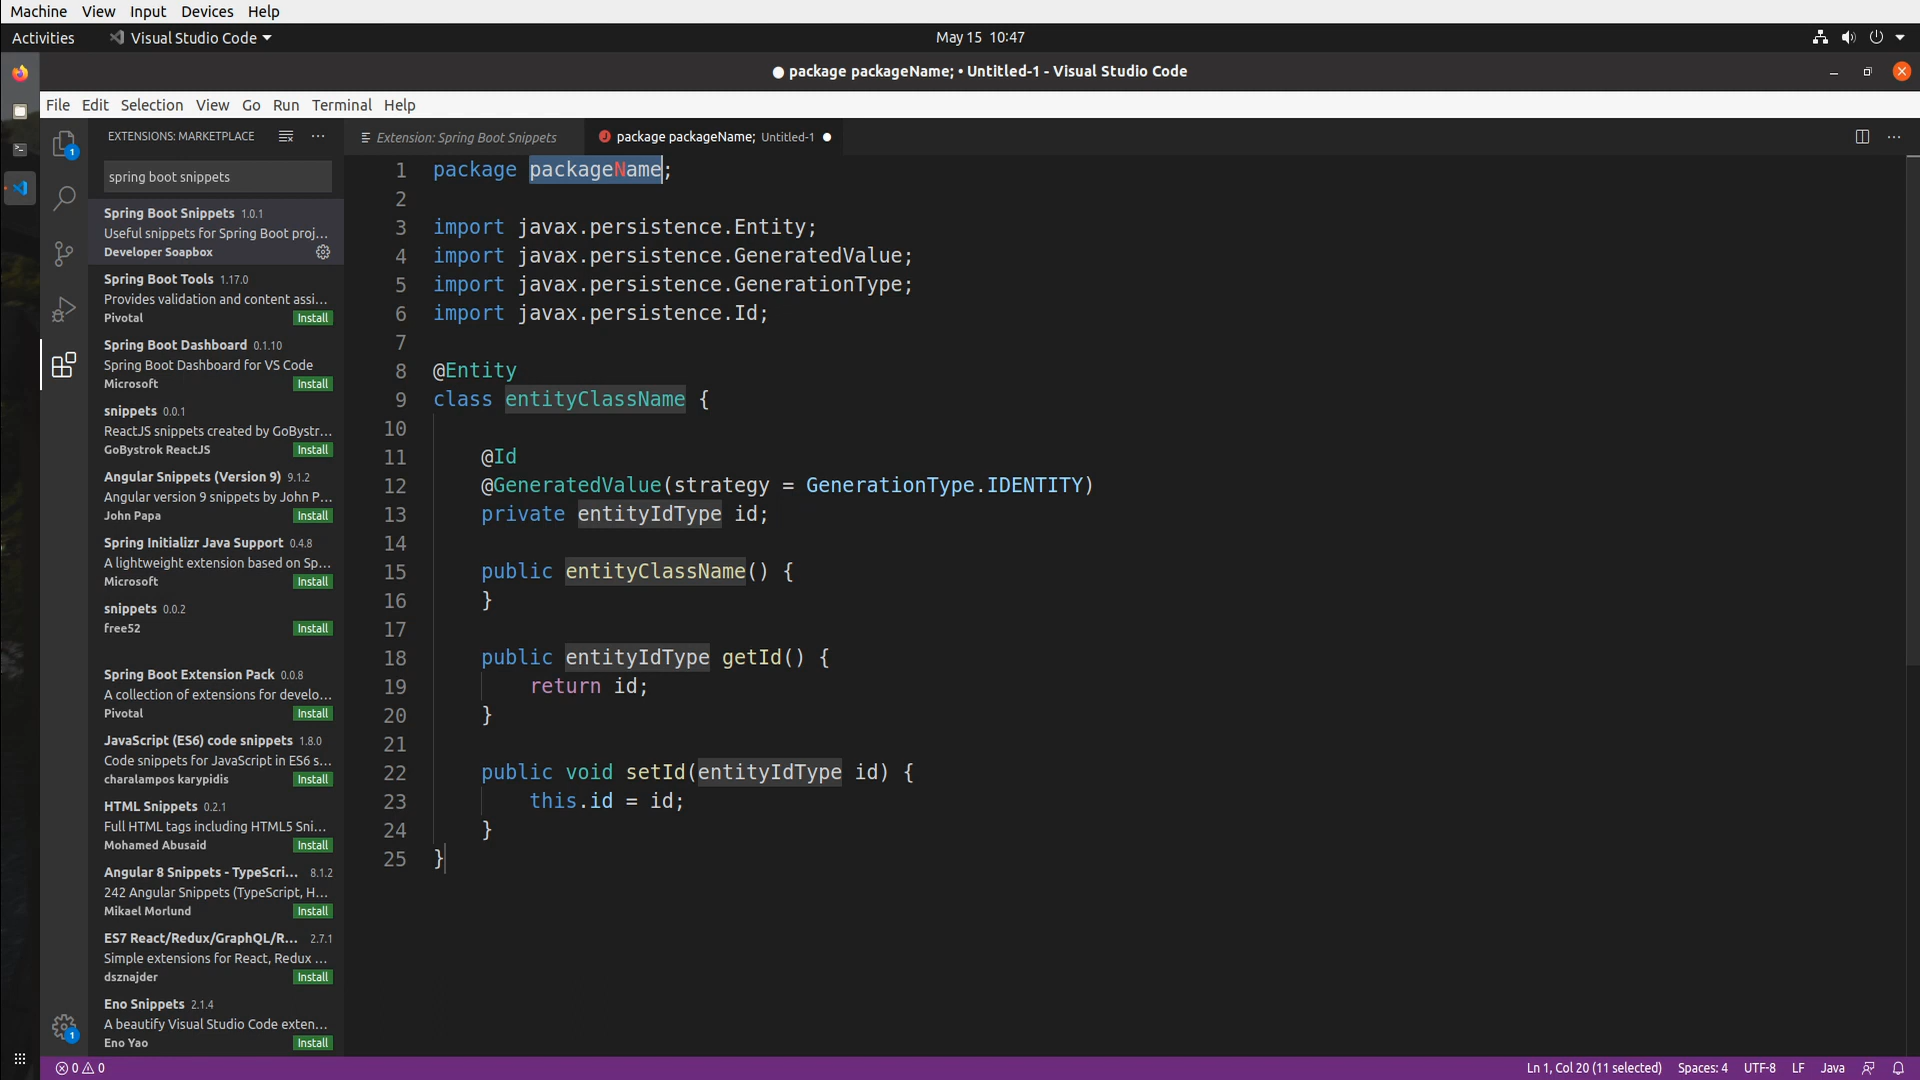 Machine View Input Devices Help
Activities Visual Studio Code May 15 10:47
● package packageName; • Untitled-1 - Visual Studio Code
File Edit Selection View Go Run Terminal Help
EXTENSIONS: MARKETPLACE
spring boot snippets
Spring Boot Snippets 1.0.1
Useful snippets for Spring Boot proj...
Developer Soapbox
Spring Boot Tools 1.17.0
Provides validation and content assi...
Pivotal Install
Spring Boot Dashboard 0.1.10
Spring Boot Dashboard for VS Code
Microsoft Install
snippets 0.0.1
ReactJS snippets created by GoBystr...
GoBystrok ReactJS Install
Angular Snippets (Version 9) 9.1.2
Angular version 9 snippets by John P...
John Papa Install
Spring Initializr Java Support 0.4.8
A lightweight extension based on Sp...
Microsoft Install
snippets 0.0.2
free52 Install
Spring Boot Extension Pack 0.0.8
A collection of extensions for develo...
Pivotal Install
JavaScript (ES6) code snippets 1.8.0
Code snippets for JavaScript in ES6 s...
charalampos karypidis Install
HTML Snippets 0.2.1
Full HTML tags including HTML5 Sni...
Mohamed Abusaid Install
Angular 8 Snippets - TypeScri... 8.1.2
242 Angular Snippets (TypeScript, H...
Mikael Morlund Install
ES7 React/Redux/GraphQL/R... 2.7.1
Simple extensions for React, Redux ...
dsznajder Install
Eno Snippets 2.1.4
A beautify Visual Studio Code exten...
Eno Yao Install
1
1
Extension: Spring Boot Snippets package packageName; Untitled-1 ●
1 package packageName;
2
3 import javax.persistence.Entity;
4 import javax.persistence.GeneratedValue;
5 import javax.persistence.GenerationType;
6 import javax.persistence.Id;
7
8 @Entity
9 class entityClassName {
10
11 @Id
12 @GeneratedValue(strategy = GenerationType.IDENTITY)
13 private entityIdType id;
14
15 public entityClassName() {
16 }
17
18 public entityIdType getId() {
19 return id;
20 }
21
22 public void setId(entityIdType id) {
23 this.id = id;
24 }
25 }
0 0 Ln 1, Col 20 (11 selected) Spaces: 4 UTF-8 LF Java